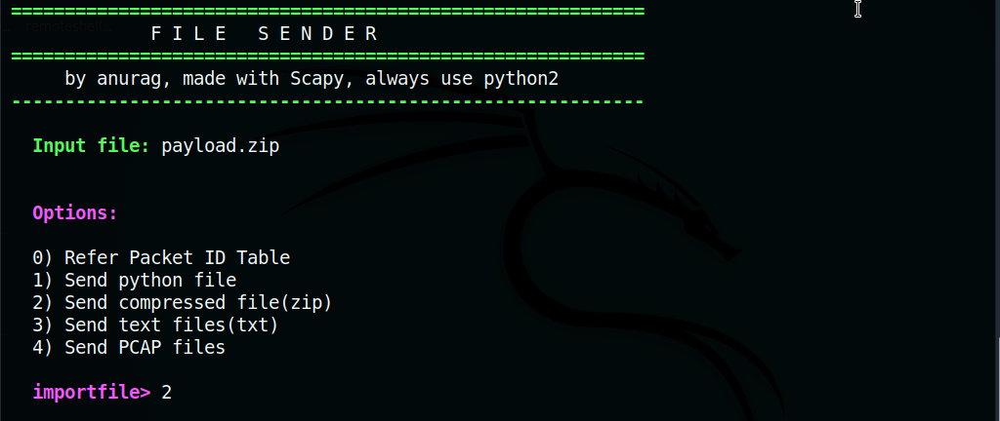 ============================================================
F I L E   S E N D E R
============================================================
by anurag, made with Scapy, always use python2
------------------------------------------------------------
Input file: payload.zip
Options:
0) Refer Packet ID Table
1) Send python file
2) Send compressed file(zip)
3) Send text files(txt)
4) Send PCAP files
importfile> 2